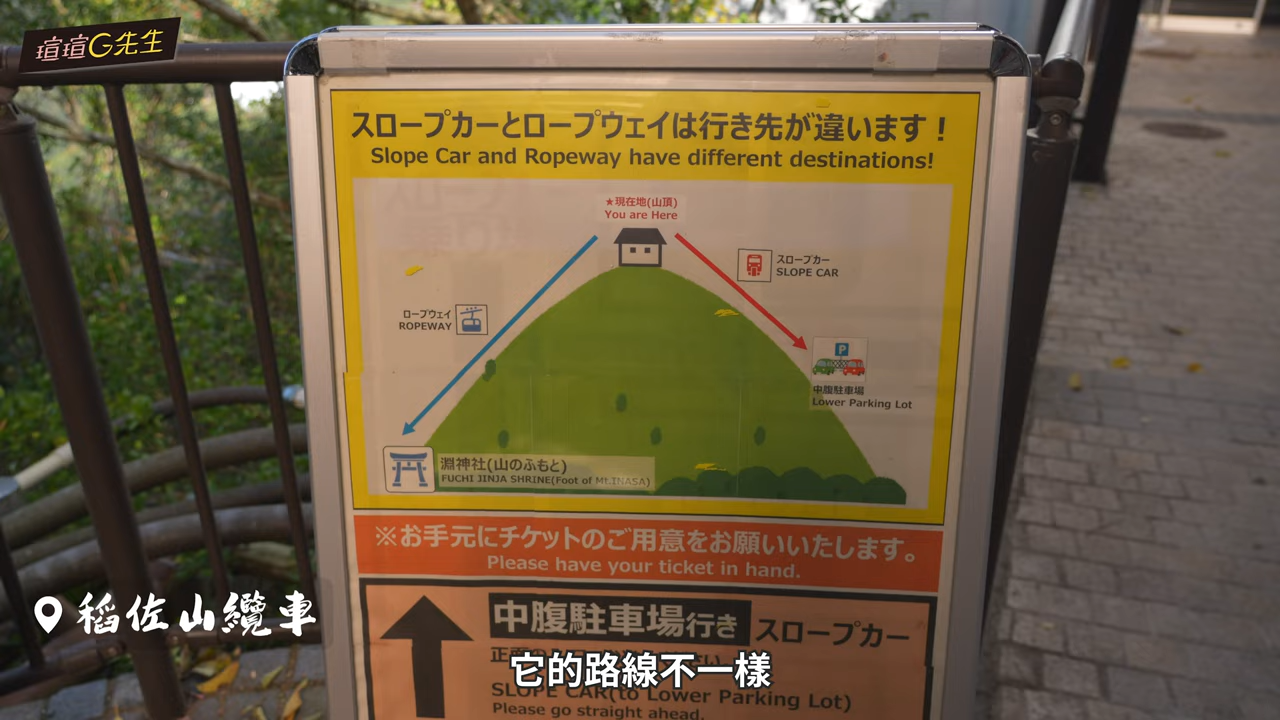 瑄瑄G先生
スロープカーとロープウェイは行き先が違います！
Slope Car and Ropeway have different destinations!
★現在地(山頂)
You are Here
スロープカー
SLOPE CAR
ロープウェイ
ROPEWAY
P
中腹駐車場
Lower Parking Lot
淵神社(山のふもと)
FUCHI JINJA SHRINE(Foot of Mt.INASA)
※お手元にチケットのご用意をお願いいたします。
Please have your ticket in hand.
中腹駐車場行き スロープカー
稻佐山纜車
它的路線不一樣
SLOPE CAR(to Lower Parking Lot)
Please go straight ahead.